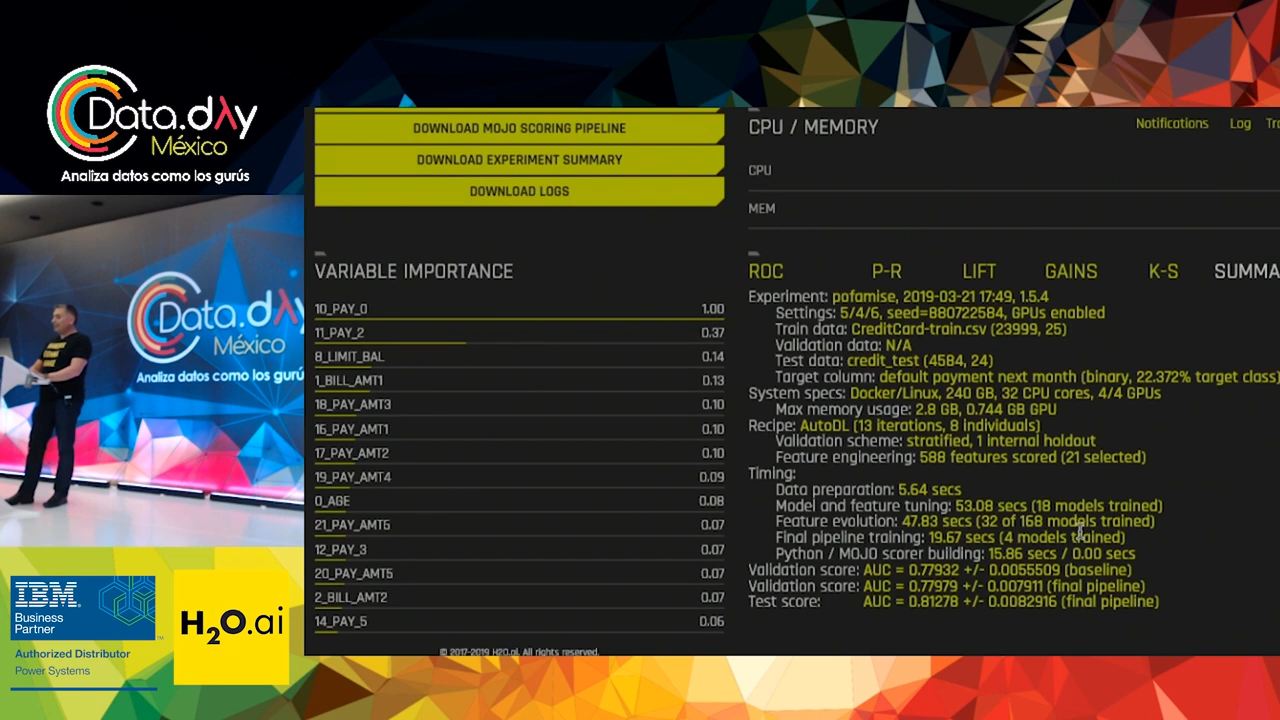 Data.dAy
México
Analiza datos como los gurús
Data.dAy
México
Analiza datos como los gurú
IBM
Business
Partner
Authorized Distributor
Power Systems
H2O.ai
DOWNLOAD MOJO SCORING PIPELINE
DOWNLOAD EXPERIMENT SUMMARY
DOWNLOAD LOGS
VARIABLE IMPORTANCE
10_PAY_0 1.00
11_PAY_2 0.37
8_LIMIT_BAL 0.14
1_BILL_AMT1 0.13
18_PAY_AMT3 0.10
16_PAY_AMT1 0.10
17_PAY_AMT2 0.10
19_PAY_AMT4 0.09
0_AGE 0.08
21_PAY_AMT6 0.07
12_PAY_3 0.07
20_PAY_AMT5 0.07
2_BILL_AMT2 0.07
14_PAY_5 0.06
CPU / MEMORY Notifications Log Tra
CPU
MEM
ROC P-R LIFT GAINS K-S SUMMA
Experiment: pofamise, 2019-03-21 17:49, 1.5.4
Settings: 5/4/6, seed=880722584, GPUs enabled
Train data: CreditCard-train.csv (23999, 25)
Validation data: N/A
Test data: credit_test (4584, 24)
Target column: default payment next month (binary, 22.372% target class)
System specs: Docker/Linux, 240 GB, 32 CPU cores, 4/4 GPUs
Max memory usage: 2.8 GB, 0.744 GB GPU
Recipe: AutoDL (13 iterations, 8 individuals)
Validation scheme: stratified, 1 internal holdout
Feature engineering: 588 features scored (21 selected)
Timing:
Data preparation: 5.64 secs
Model and feature tuning: 53.08 secs (18 models trained)
Feature evolution: 47.83 secs (32 of 168 models trained)
Final pipeline training: 19.67 secs (4 models trained)
Python / MOJO scorer building: 15.86 secs / 0.00 secs
Validation score: AUC = 0.77932 +/- 0.0055509 (baseline)
Validation score: AUC = 0.77979 +/- 0.007911 (final pipeline)
Test score: AUC = 0.81278 +/- 0.0082916 (final pipeline)
© 2017-2019 H2O.ai. All rights reserved.